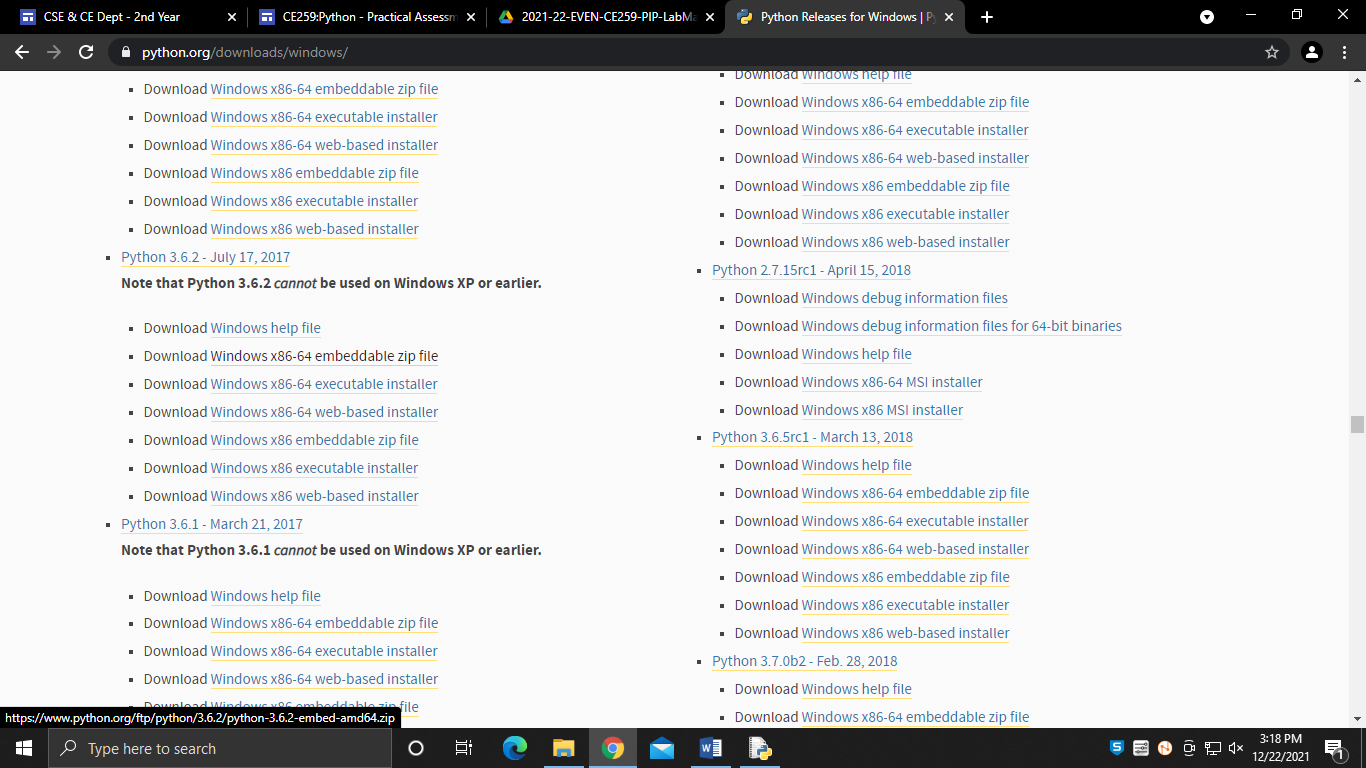 CSE & CE Dept - 2nd Year
CE259:Python - Practical Assessm
2021-22-EVEN-CE259-PIP-LabMa
Python Releases for Windows | Py
python.org/downloads/windows/
Download Windows x86-64 embeddable zip file
Download Windows x86-64 executable installer
Download Windows x86-64 web-based installer
Download Windows x86 embeddable zip file
Download Windows x86 executable installer
Download Windows x86 web-based installer
Python 3.6.2 - July 17, 2017
Note that Python 3.6.2 cannot be used on Windows XP or earlier.
Download Windows help file
Download Windows x86-64 embeddable zip file
Download Windows x86-64 executable installer
Download Windows x86-64 web-based installer
Download Windows x86 embeddable zip file
Download Windows x86 executable installer
Download Windows x86 web-based installer
Python 3.6.1 - March 21, 2017
Note that Python 3.6.1 cannot be used on Windows XP or earlier.
Download Windows help file
Download Windows x86-64 embeddable zip file
Download Windows x86-64 executable installer
Download Windows x86-64 web-based installer
Download Windows x86 embeddable zip file
Download Windows help file
Download Windows x86-64 embeddable zip file
Download Windows x86-64 executable installer
Download Windows x86-64 web-based installer
Download Windows x86 embeddable zip file
Download Windows x86 executable installer
Download Windows x86 web-based installer
Python 2.7.15rc1 - April 15, 2018
Download Windows debug information files
Download Windows debug information files for 64-bit binaries
Download Windows help file
Download Windows x86-64 MSI installer
Download Windows x86 MSI installer
Python 3.6.5rc1 - March 13, 2018
Download Windows help file
Download Windows x86-64 embeddable zip file
Download Windows x86-64 executable installer
Download Windows x86-64 web-based installer
Download Windows x86 embeddable zip file
Download Windows x86 executable installer
Download Windows x86 web-based installer
Python 3.7.0b2 - Feb. 28, 2018
Download Windows help file
Download Windows x86-64 embeddable zip file
https://www.python.org/ftp/python/3.6.2/python-3.6.2-embed-amd64.zip
Type here to search
3:18 PM
12/22/2021
1